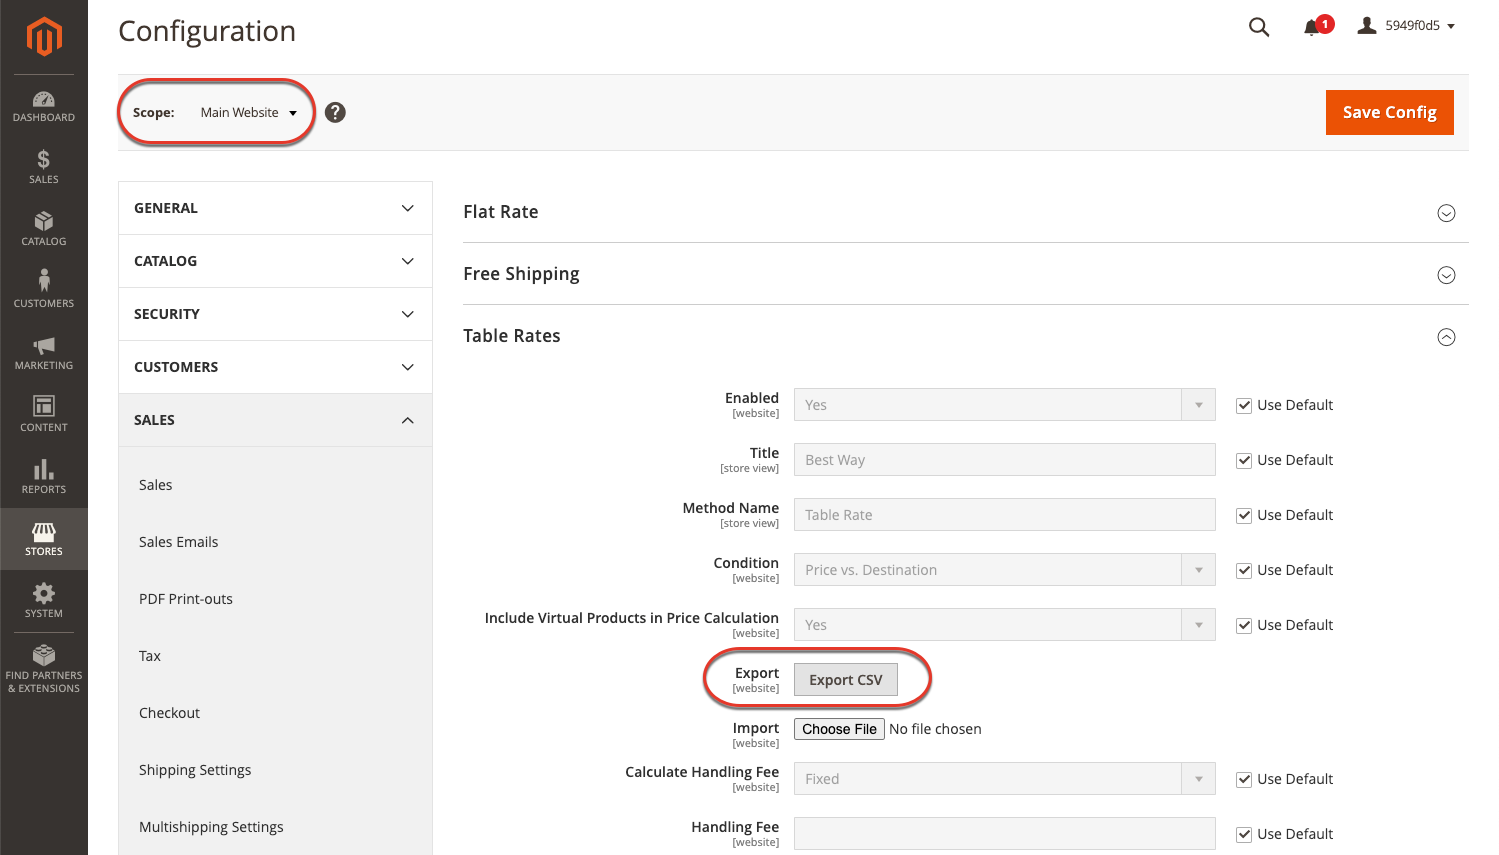 Configuration
1
5949f0d5
Scope:
Main Website
?
Save Config
DASHBOARD
$
SALES
CATALOG
CUSTOMERS
MARKETING
CONTENT
REPORTS
STORES
SYSTEM
FIND PARTNERS
& EXTENSIONS
GENERAL
CATALOG
SECURITY
CUSTOMERS
SALES
Sales
Sales Emails
PDF Print-outs
Tax
Checkout
Shipping Settings
Multishipping Settings
Flat Rate
Free Shipping
Table Rates
Enabled
[website]
Yes
Use Default
Title
[store view]
Best Way
Use Default
Method Name
[store view]
Table Rate
Use Default
Condition
[website]
Price vs. Destination
Use Default
Include Virtual Products in Price Calculation
[website]
Yes
Use Default
Export
[website]
Export CSV
Import
[website]
Choose File No file chosen
Calculate Handling Fee
[website]
Fixed
Use Default
Handling Fee
[website]
Use Default